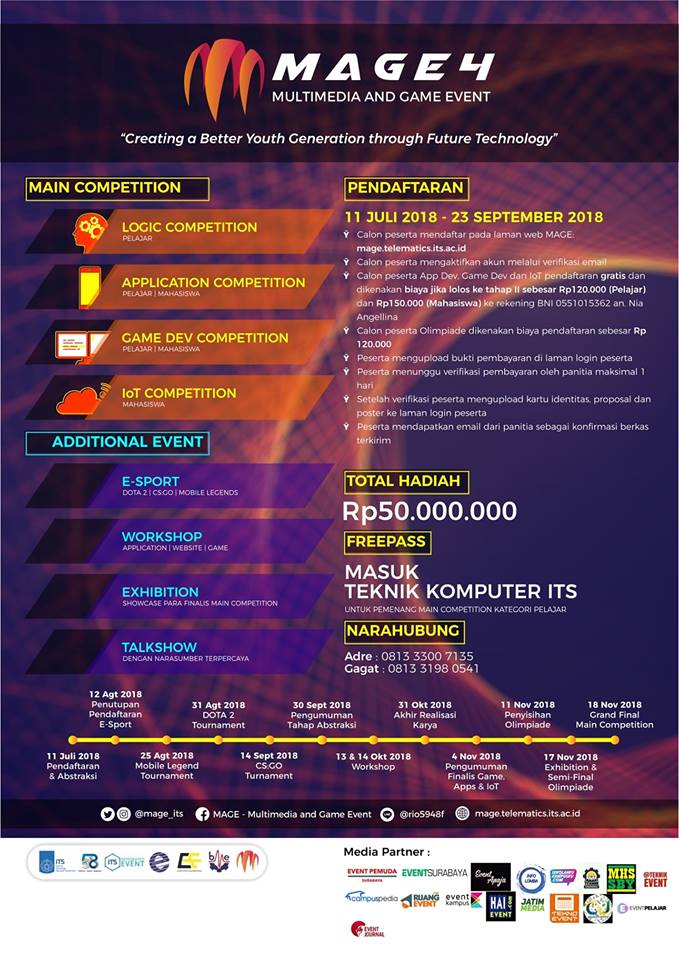 MAGE4
MULTIMEDIA AND GAME EVENT
“Creating a Better Youth Generation through Future Technology”
MAIN COMPETITION
LOGIC COMPETITION
PELAJAR
APPLICATION COMPETITION
PELAJAR | MAHASISWA
GAME DEV COMPETITION
PELAJAR | MAHASISWA
IoT COMPETITION
MAHASISWA
ADDITIONAL EVENT
E-SPORT
DOTA 2 | CS:GO | MOBILE LEGENDS
WORKSHOP
APPLICATION | WEBSITE | GAME
EXHIBITION
SHOWCASE PARA FINALIS MAIN COMPETITION
TALKSHOW
DENGAN NARASUMBER TERPERCAYA
PENDAFTARAN
11 JULI 2018 - 23 SEPTEMBER 2018
Calon peserta mendaftar pada laman web MAGE:
mage.telematics.its.ac.id
Calon peserta mengaktifkan akun melalui verifikasi email
Calon peserta App Dev, Game Dev dan IoT pendaftaran gratis dan
dikenakan biaya jika lolos ke tahap II sebesar Rp120.000 (Pelajar)
dan Rp150.000 (Mahasiswa) ke rekening BNI 0551015362 an. Nia
Angellina
Calon peserta Olimpiade dikenakan biaya pendaftaran sebesar Rp
120.000
Peserta mengupload bukti pembayaran di laman login peserta
Peserta menunggu verifikasi pembayaran oleh panitia maksimal 1
hari
Setelah verifikasi peserta mengupload kartu identitas, proposal dan
poster ke laman login peserta
Peserta mendapatkan email dari panitia sebagai konfirmasi berkas
terkirim
TOTAL HADIAH
Rp50.000.000
FREEPASS
MASUK
TEKNIK KOMPUTER ITS
UNTUK PEMENANG MAIN COMPETITION KATEGORI PELAJAR
NARAHUBUNG
Adre : 0813 3300 7135
Gagat : 0813 3198 0541
12 Agt 2018
Penutupan
Pendaftaran
E-Sport
31 Agt 2018
DOTA 2
Tournament
30 Sept 2018
Pengumuman
Tahap Abstraksi
31 Okt 2018
Akhir Realisasi
Karya
11 Nov 2018
Penyisihan
Olimpiade
18 Nov 2018
Grand Final
Main Competition
11 Juli 2018
Pendaftaran
& Abstraksi
25 Agt 2018
Mobile Legend
Tournament
14 Sept 2018
CS:GO
Turnament
13 & 14 Okt 2018
Workshop
4 Nov 2018
Pengumuman
Finalis Game,
Apps & IoT
17 Nov 2018
Exhibition &
Semi-Final
Olimpiade
@mage_its
MAGE - Multimedia and Game Event
@rio5948f
mage.telematics.its.ac.id
ITS
ITS EVENT
Media Partner :
EVENT PEMUDA
SURABAYA
EVENTSURABAYA
Event Anak
INFO LOMBA
MHS
SBY
@TEKNIK
EVENT
campuspedia
RUANG
EVENT
event
kampus
HAI
EVENT.com
JATIM
MEDIA
TEKNO
EVENT
EVENTPELAJAR
EVENT
JOURNAL